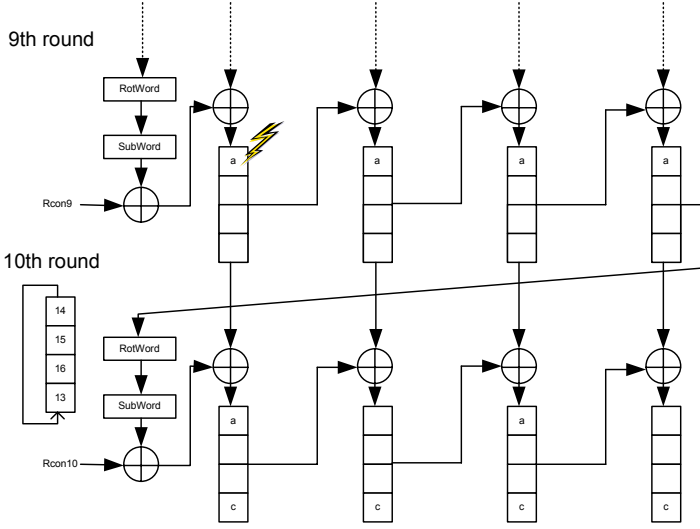 9th round
RotWord
SubWord
Rcon9
a a a a
10th round
14
15
16
13
RotWord
SubWord
Rcon10
a a
c c c c